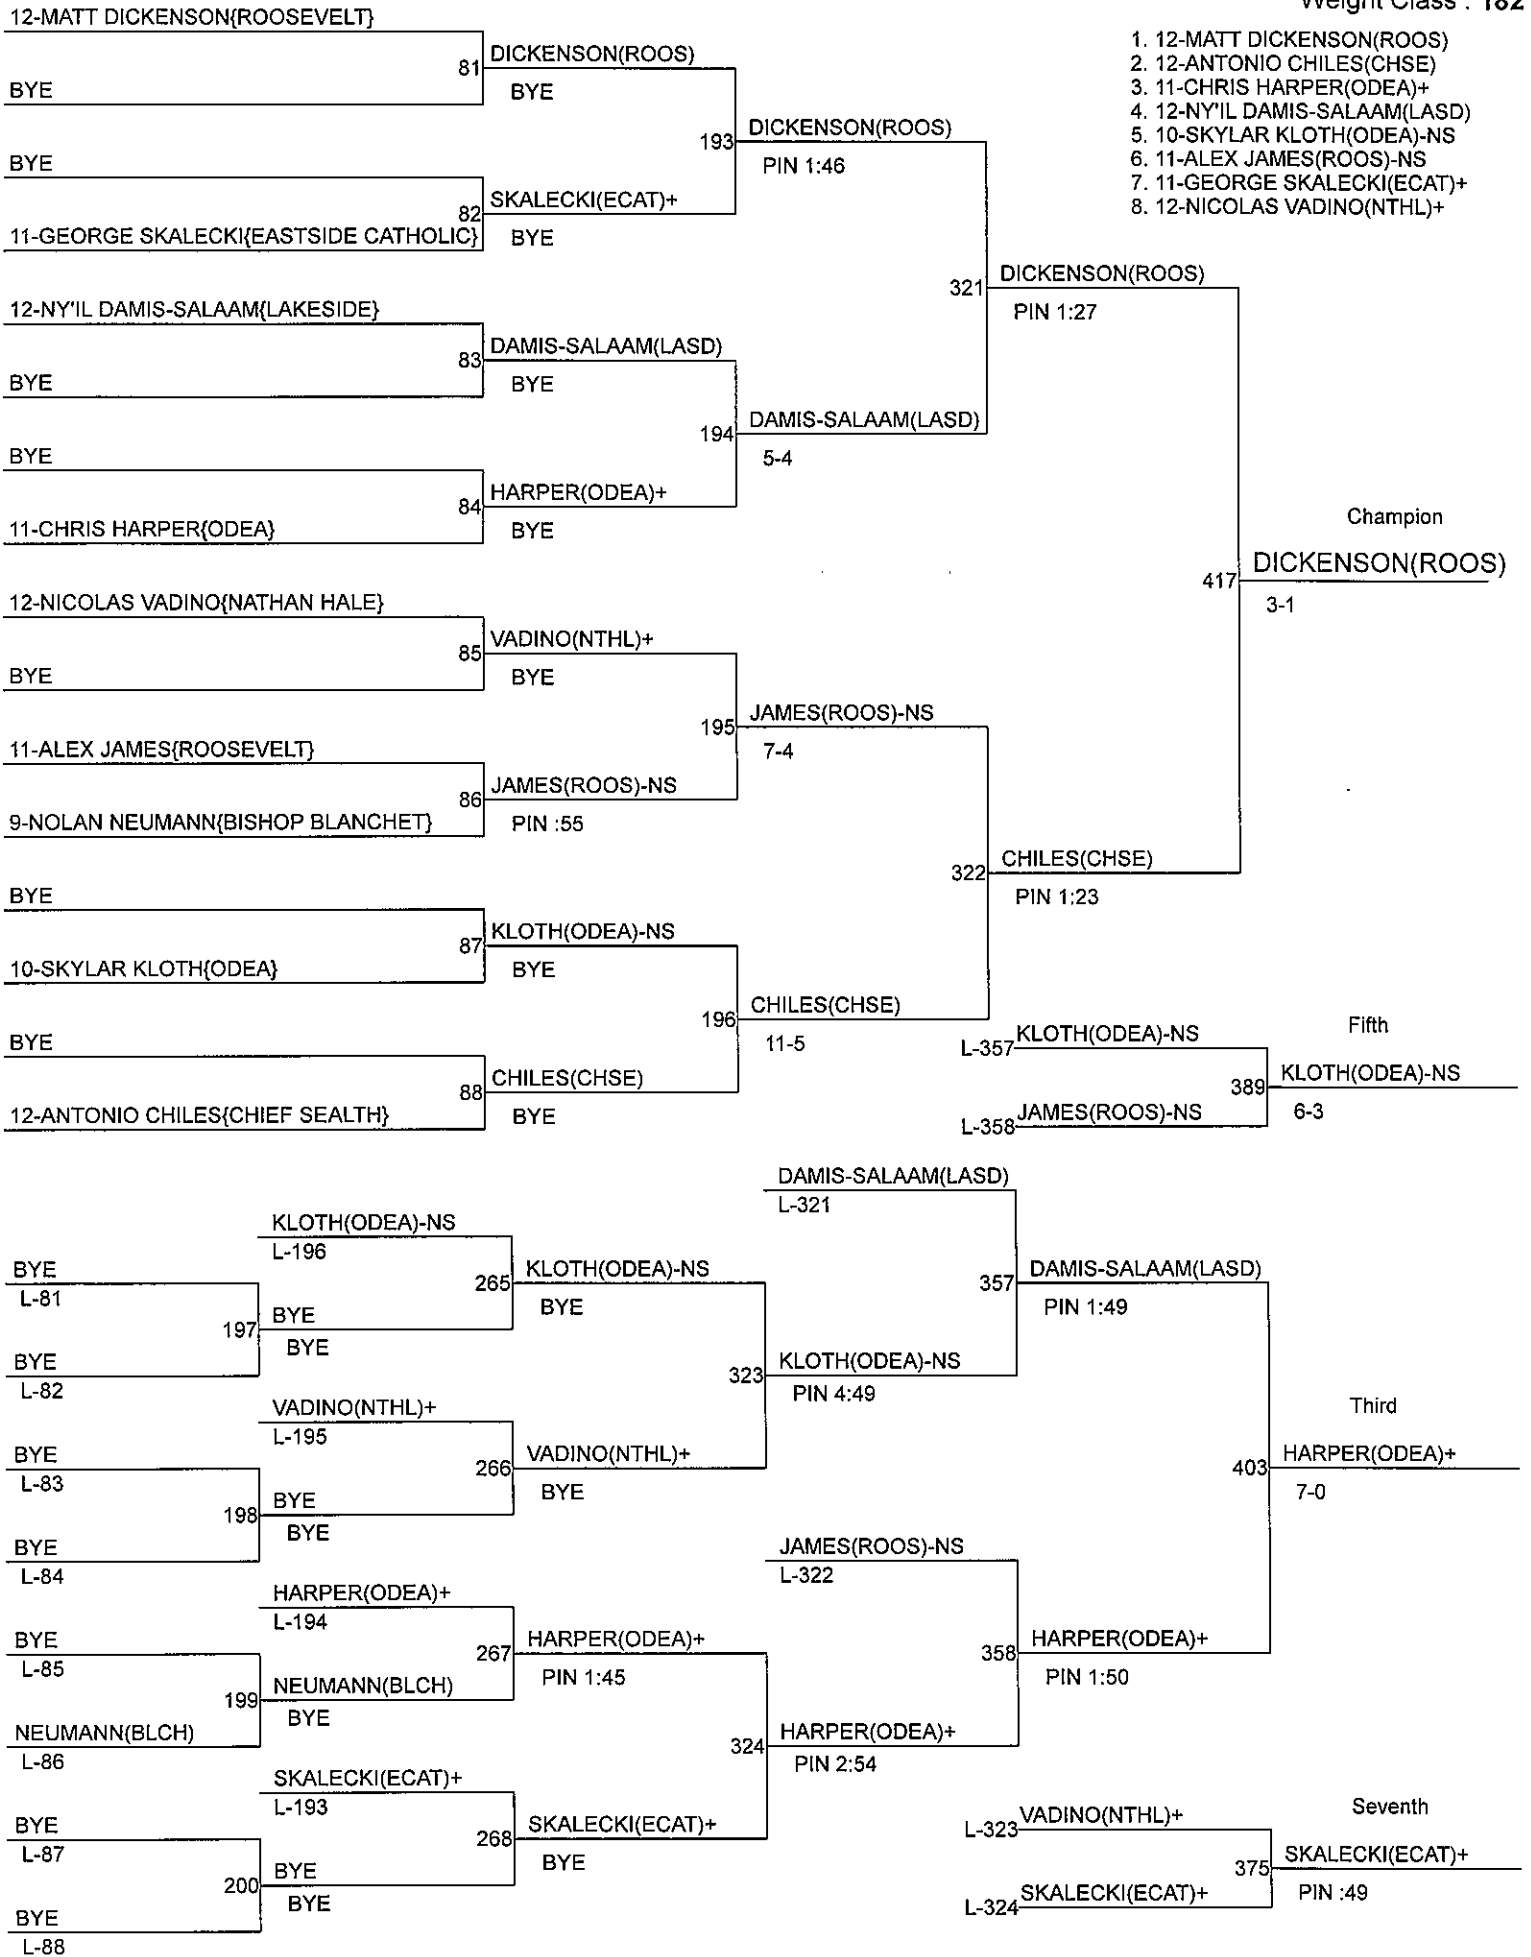 Weight Class : 182
1. 12-MATT DICKENSON(ROOS)
2. 12-ANTONIO CHILES(CHSE)
3. 11-CHRIS HARPER(ODEA)+
4. 12-NY'IL DAMIS-SALAAM(LASD)
5. 10-SKYLAR KLOTH(ODEA)-NS
6. 11-ALEX JAMES(ROOS)-NS
7. 11-GEORGE SKALECKI(ECAT)+
8. 12-NICOLAS VADINO(NTHL)+
12-MATT DICKENSON{ROOSEVELT}
81
BYE
DICKENSON(ROOS)
BYE
BYE
82
11-GEORGE SKALECKI{EASTSIDE CATHOLIC}
SKALECKI(ECAT)+
BYE
193
DICKENSON(ROOS)
PIN 1:46
12-NY'IL DAMIS-SALAAM{LAKESIDE}
83
BYE
DAMIS-SALAAM(LASD)
BYE
BYE
84
11-CHRIS HARPER{ODEA}
HARPER(ODEA)+
BYE
194
DAMIS-SALAAM(LASD)
5-4
321
DICKENSON(ROOS)
PIN 1:27
12-NICOLAS VADINO{NATHAN HALE}
85
BYE
VADINO(NTHL)+
BYE
11-ALEX JAMES{ROOSEVELT}
86
9-NOLAN NEUMANN{BISHOP BLANCHET}
JAMES(ROOS)-NS
PIN :55
195
JAMES(ROOS)-NS
7-4
BYE
87
10-SKYLAR KLOTH{ODEA}
KLOTH(ODEA)-NS
BYE
BYE
88
12-ANTONIO CHILES{CHIEF SEALTH}
CHILES(CHSE)
BYE
196
CHILES(CHSE)
11-5
322
CHILES(CHSE)
PIN 1:23
Champion
417
DICKENSON(ROOS)
3-1
Fifth
L-357 KLOTH(ODEA)-NS
L-358 JAMES(ROOS)-NS
389
KLOTH(ODEA)-NS
6-3
BYE
L-81
197
BYE
L-82
KLOTH(ODEA)-NS
L-196
265
BYE
BYE
KLOTH(ODEA)-NS
BYE
BYE
L-83
198
BYE
L-84
VADINO(NTHL)+
L-195
266
BYE
BYE
VADINO(NTHL)+
BYE
323
KLOTH(ODEA)-NS
PIN 4:49
DAMIS-SALAAM(LASD)
L-321
357
DAMIS-SALAAM(LASD)
PIN 1:49
BYE
L-85
199
NEUMANN(BLCH)
L-86
HARPER(ODEA)+
L-194
267
NEUMANN(BLCH)
BYE
HARPER(ODEA)+
PIN 1:45
BYE
L-87
200
BYE
L-88
SKALECKI(ECAT)+
L-193
268
BYE
BYE
SKALECKI(ECAT)+
BYE
324
HARPER(ODEA)+
PIN 2:54
JAMES(ROOS)-NS
L-322
358
HARPER(ODEA)+
PIN 1:50
Third
403
HARPER(ODEA)+
7-0
Seventh
L-323 VADINO(NTHL)+
L-324 SKALECKI(ECAT)+
375
SKALECKI(ECAT)+
PIN :49